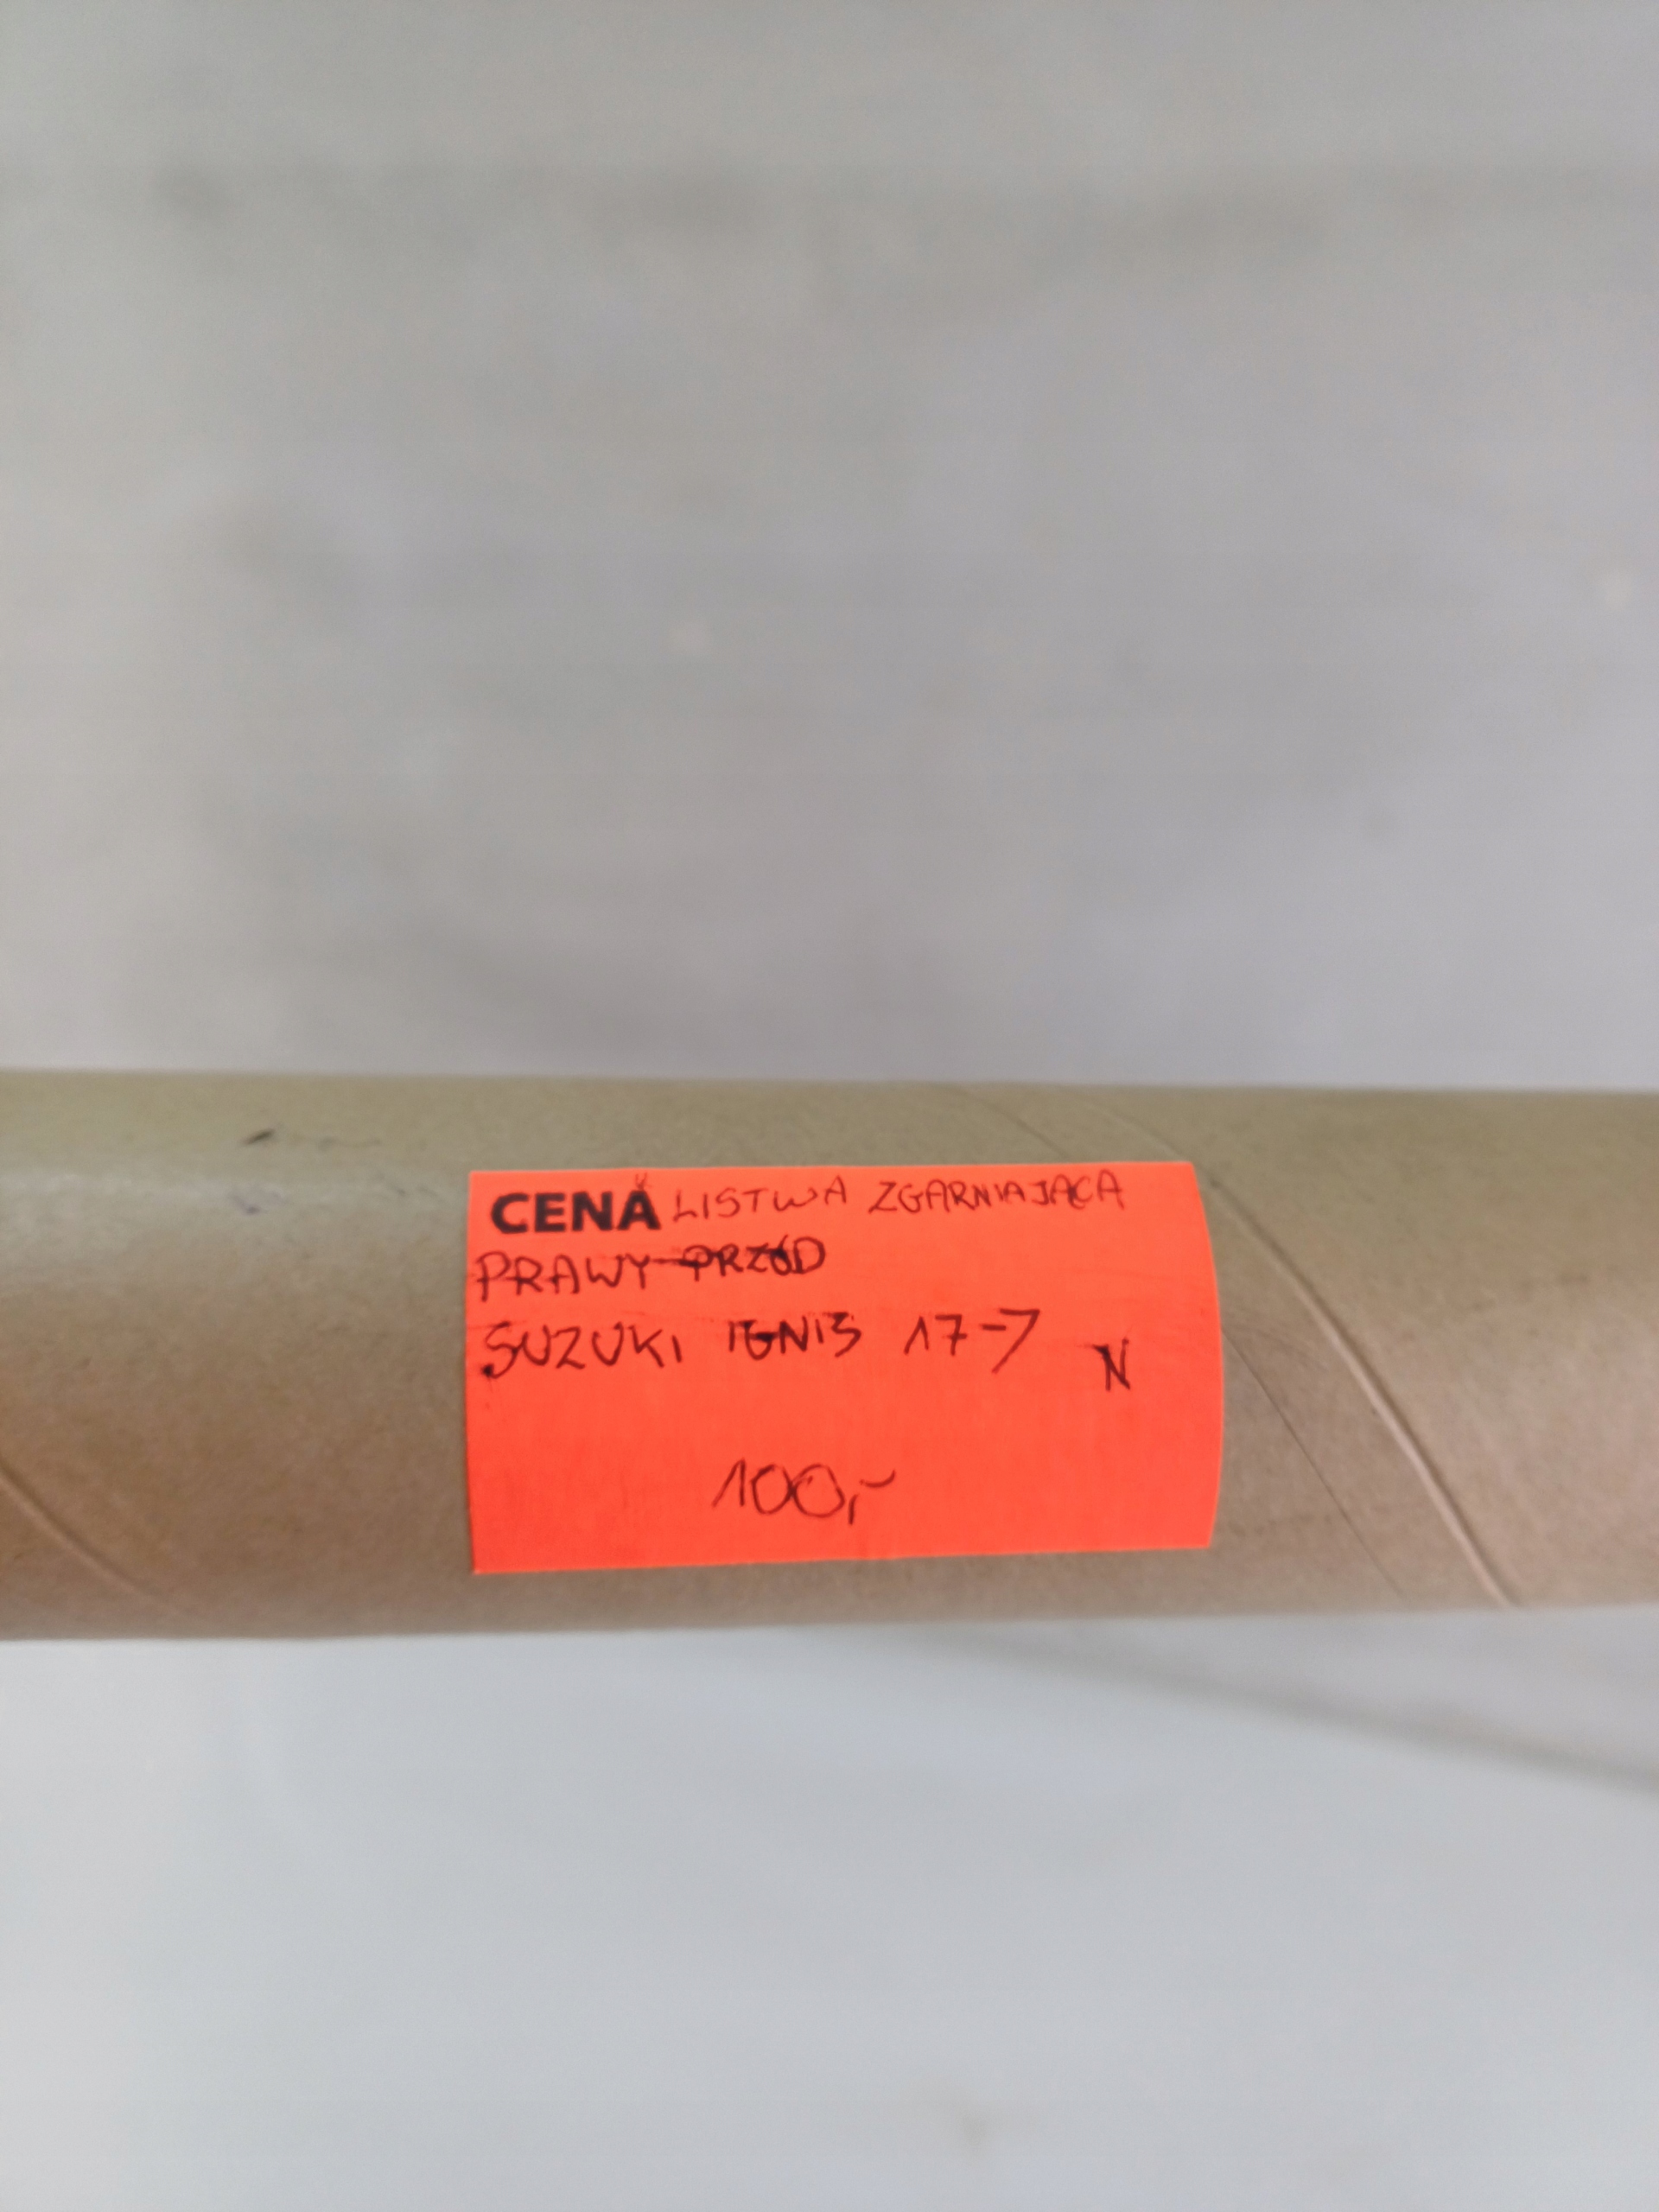 CENA LISTWA ZGARNIAJĄCA
PRAWY PRZÓD
SUZUKI IGNIS 17-> N
100,-